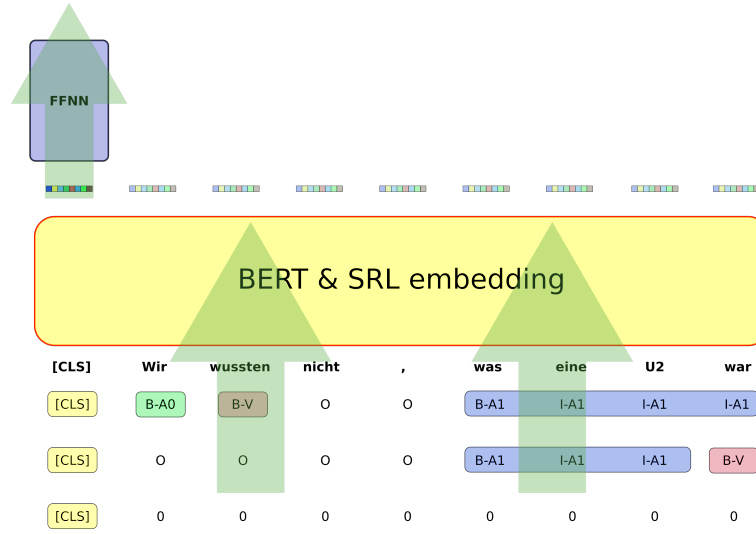 FFNN
BERT & SRL embedding
[CLS] Wir wussten nicht , was eine U2 war
[CLS] B-A0 B-V O O B-A1 I-A1 I-A1 I-A1
[CLS] O O O O B-A1 I-A1 I-A1 B-V
[CLS] 0 0 0 0 0 0 0 0